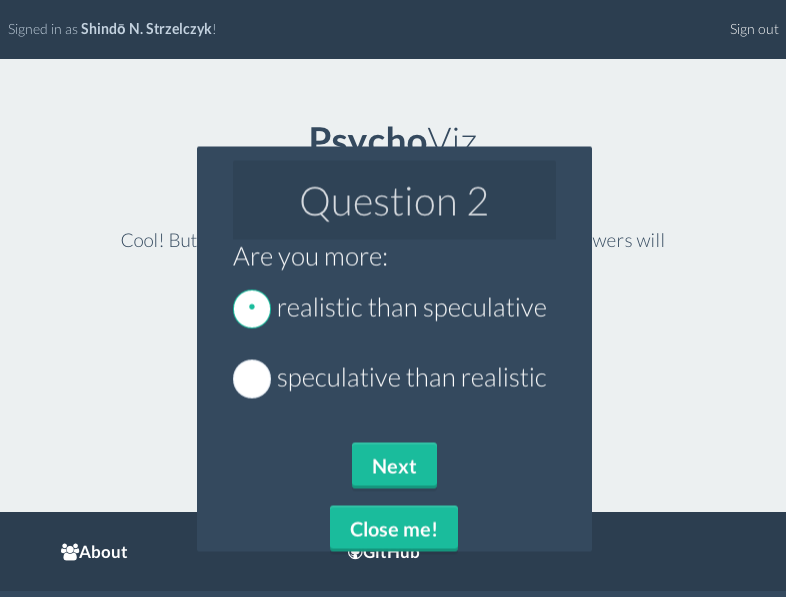 Signed in as Shindō N. Strzelczyk!
Sign out
PsychoViz
Question 2
Cool! But
wers will
Are you more:
realistic than speculative
speculative than realistic
Next
Close me!
About
GitHub